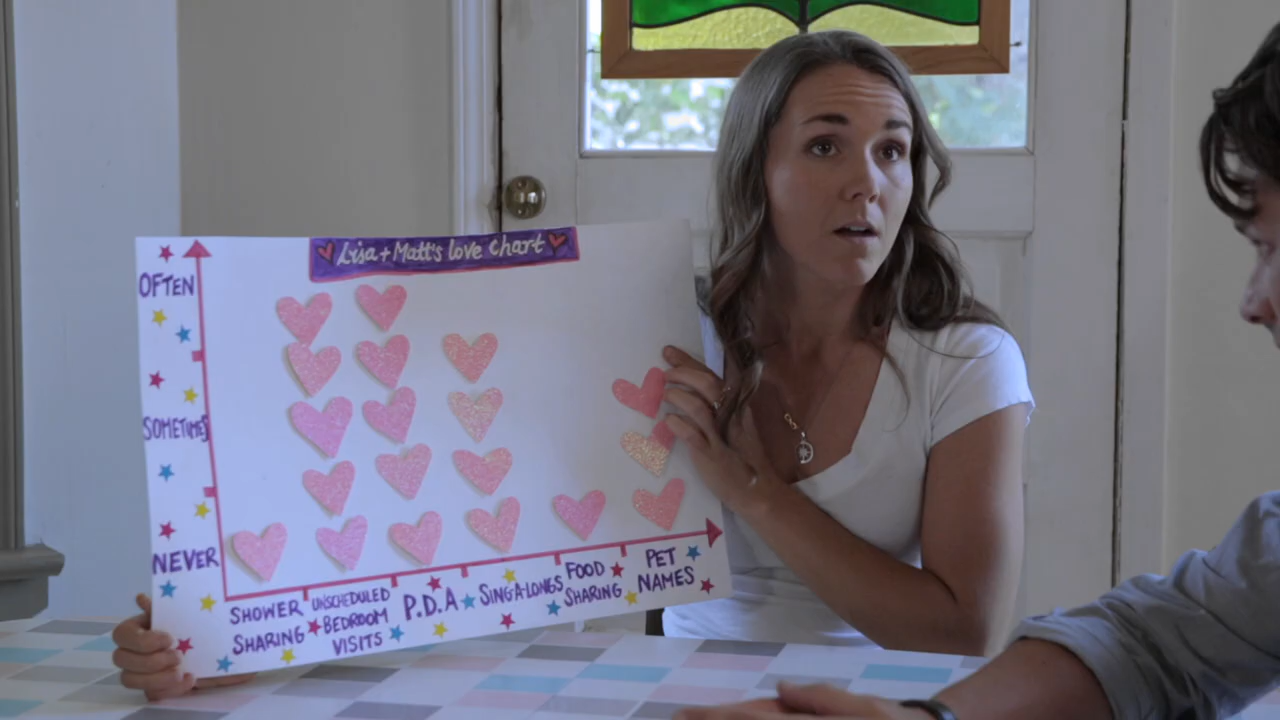 Lisa + Matt's love chart
OFTEN
SOMETIMES
NEVER
SHOWER
SHARING
UNSCHEDULED
BEDROOM
VISITS
P.D.A
SING-A-LONGS
FOOD
SHARING
PET
NAMES